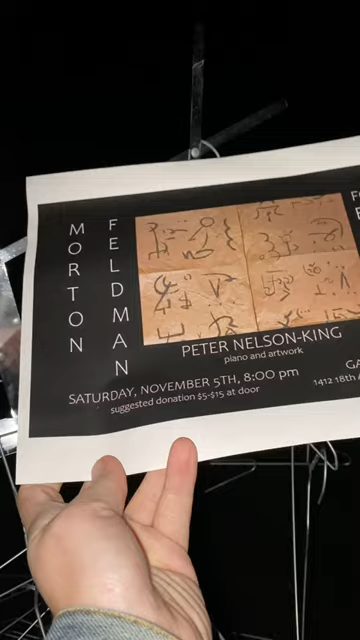 MORTON
FELDMAN
PETER NELSON-KING
piano and artwork
SATURDAY, NOVEMBER 5TH, 8:00 pm
suggested donation $5-$15 at door
1412 18th